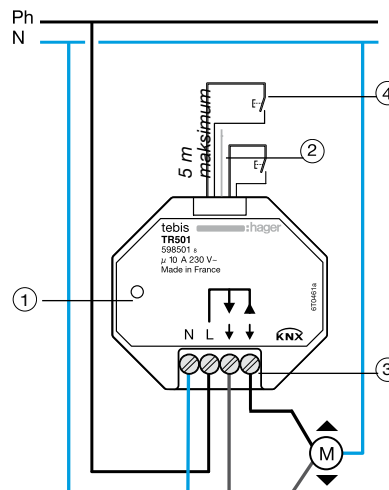 Ph
N
5 m
maksimum
4
2
tebis :hager
TR501
598501 s
µ 10 A 230 V~
Made in France
1
6T0461a
N L
KNX
3
M